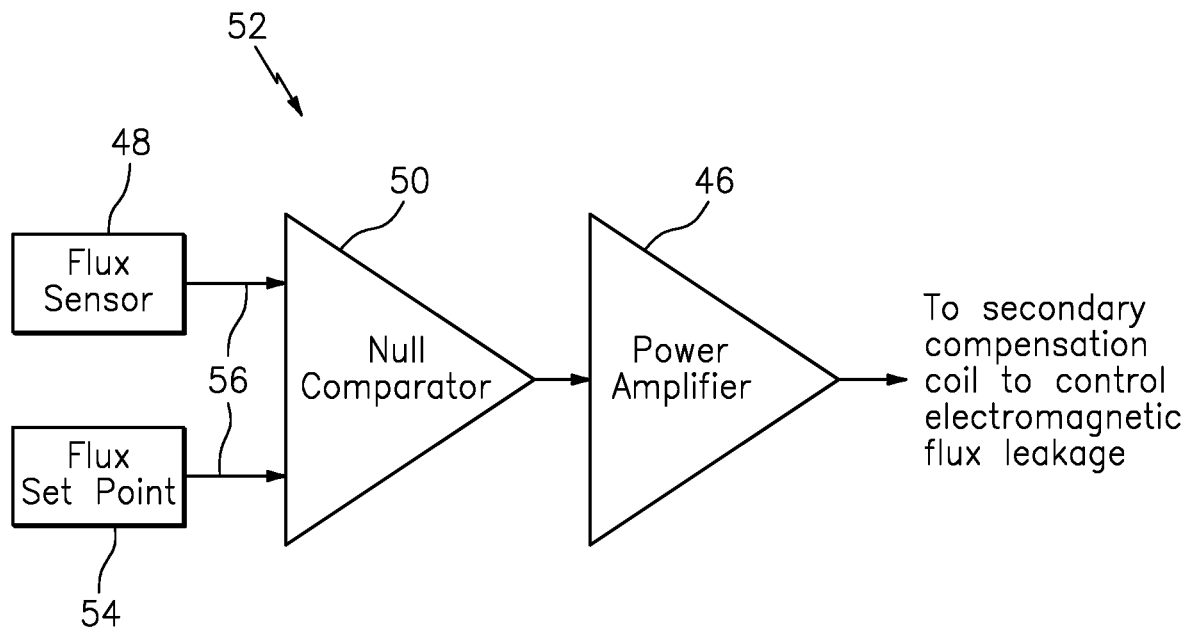 52
48
50
46
Flux
Sensor
Null
Comparator
Power
Amplifier
To secondary
compensation
coil to control
electromagnetic
flux leakage
56
Flux
Set Point
54